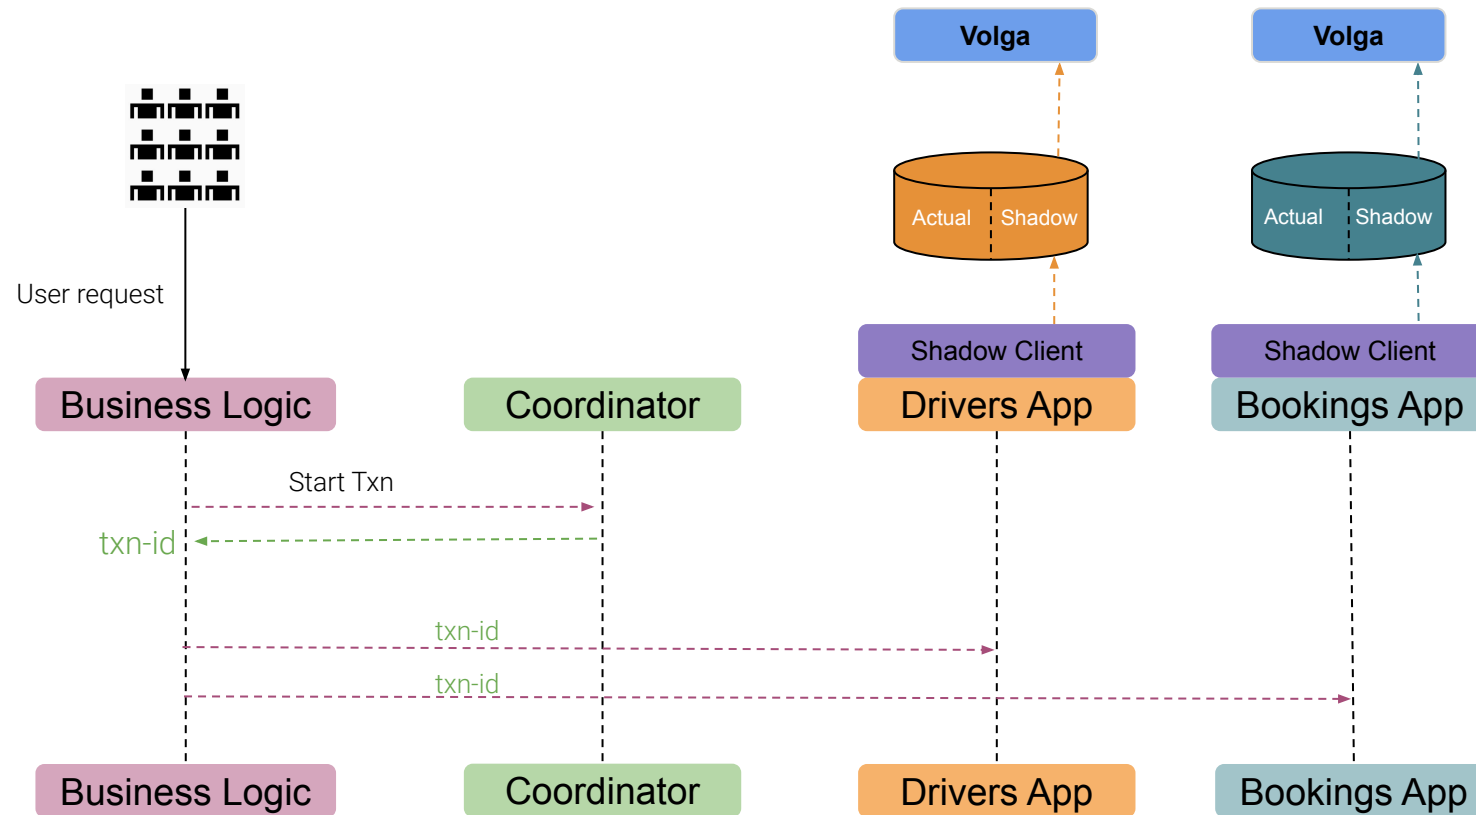 Volga
Volga
Actual
Shadow
Actual
Shadow
User request
Shadow Client
Shadow Client
Business Logic
Coordinator
Drivers App
Bookings App
Start Txn
txn-id
txn-id
txn-id
Business Logic
Coordinator
Drivers App
Bookings App